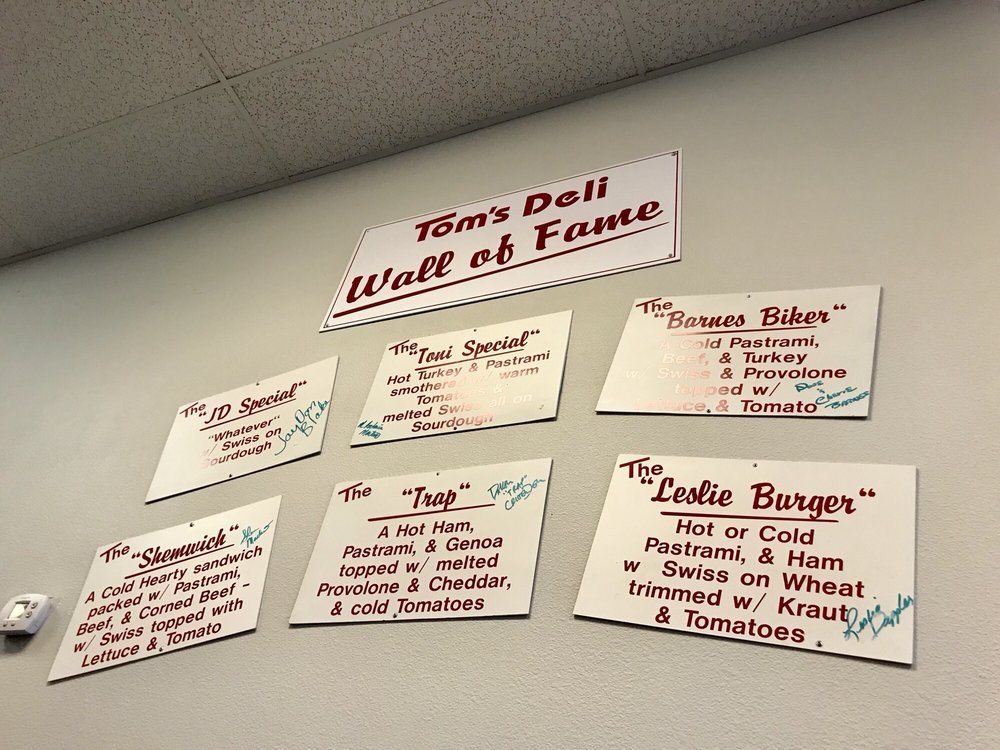 Tom's Deli
Wall of Fame
The
"JD Special"
"Whatever"
w/ Swiss on
Sourdough
The
"Toni Special"
Hot Turkey & Pastrami
smothered w/ warm
Tomatoes &
melted Swiss all on
Sourdough
The
"Barnes Biker"
A Cold Pastrami,
Beef, & Turkey
w/ Swiss & Provolone
topped w/
Lettuce & Tomato
The
"Shemwich"
A Cold Hearty sandwich
packed w/ Pastrami,
Beef, & Corned Beef -
w/ Swiss topped with
Lettuce & Tomato
The "Trap"
"TRAP"
A Hot Ham,
Pastrami, & Genoa
topped w/ melted
Provolone & Cheddar,
& cold Tomatoes
The
"Leslie Burger"
Hot or Cold
Pastrami, & Ham
w Swiss on Wheat
trimmed w/ Kraut
& Tomatoes